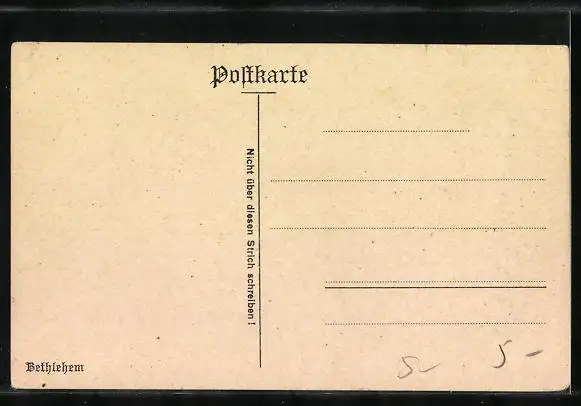 Postkarte
Nicht über diesen Strich schreiben!
Bethlehem
5-
5-